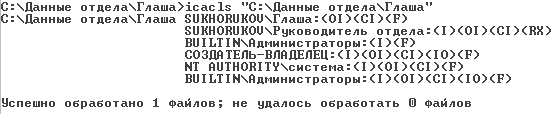 C:\Данные отдела\Глаша>icacls "C:\Данные отдела\Глаша"
C:\Данные отдела\Глаша SUKHORUKOV\Глаша:(OI)(CI)(F)
SUKHORUKOV\Руководитель отдела:(I)(OI)(CI)(RX)
BUILTIN\Администраторы:(I)(F)
СОЗДАТЕЛЬ-ВЛАДЕЛЕЦ:(I)(OI)(CI)(IO)(F)
NT AUTHORITY\система:(I)(OI)(CI)(F)
BUILTIN\Администраторы:(I)(OI)(CI)(IO)(F)
Успешно обработано 1 файлов; не удалось обработать 0 файлов